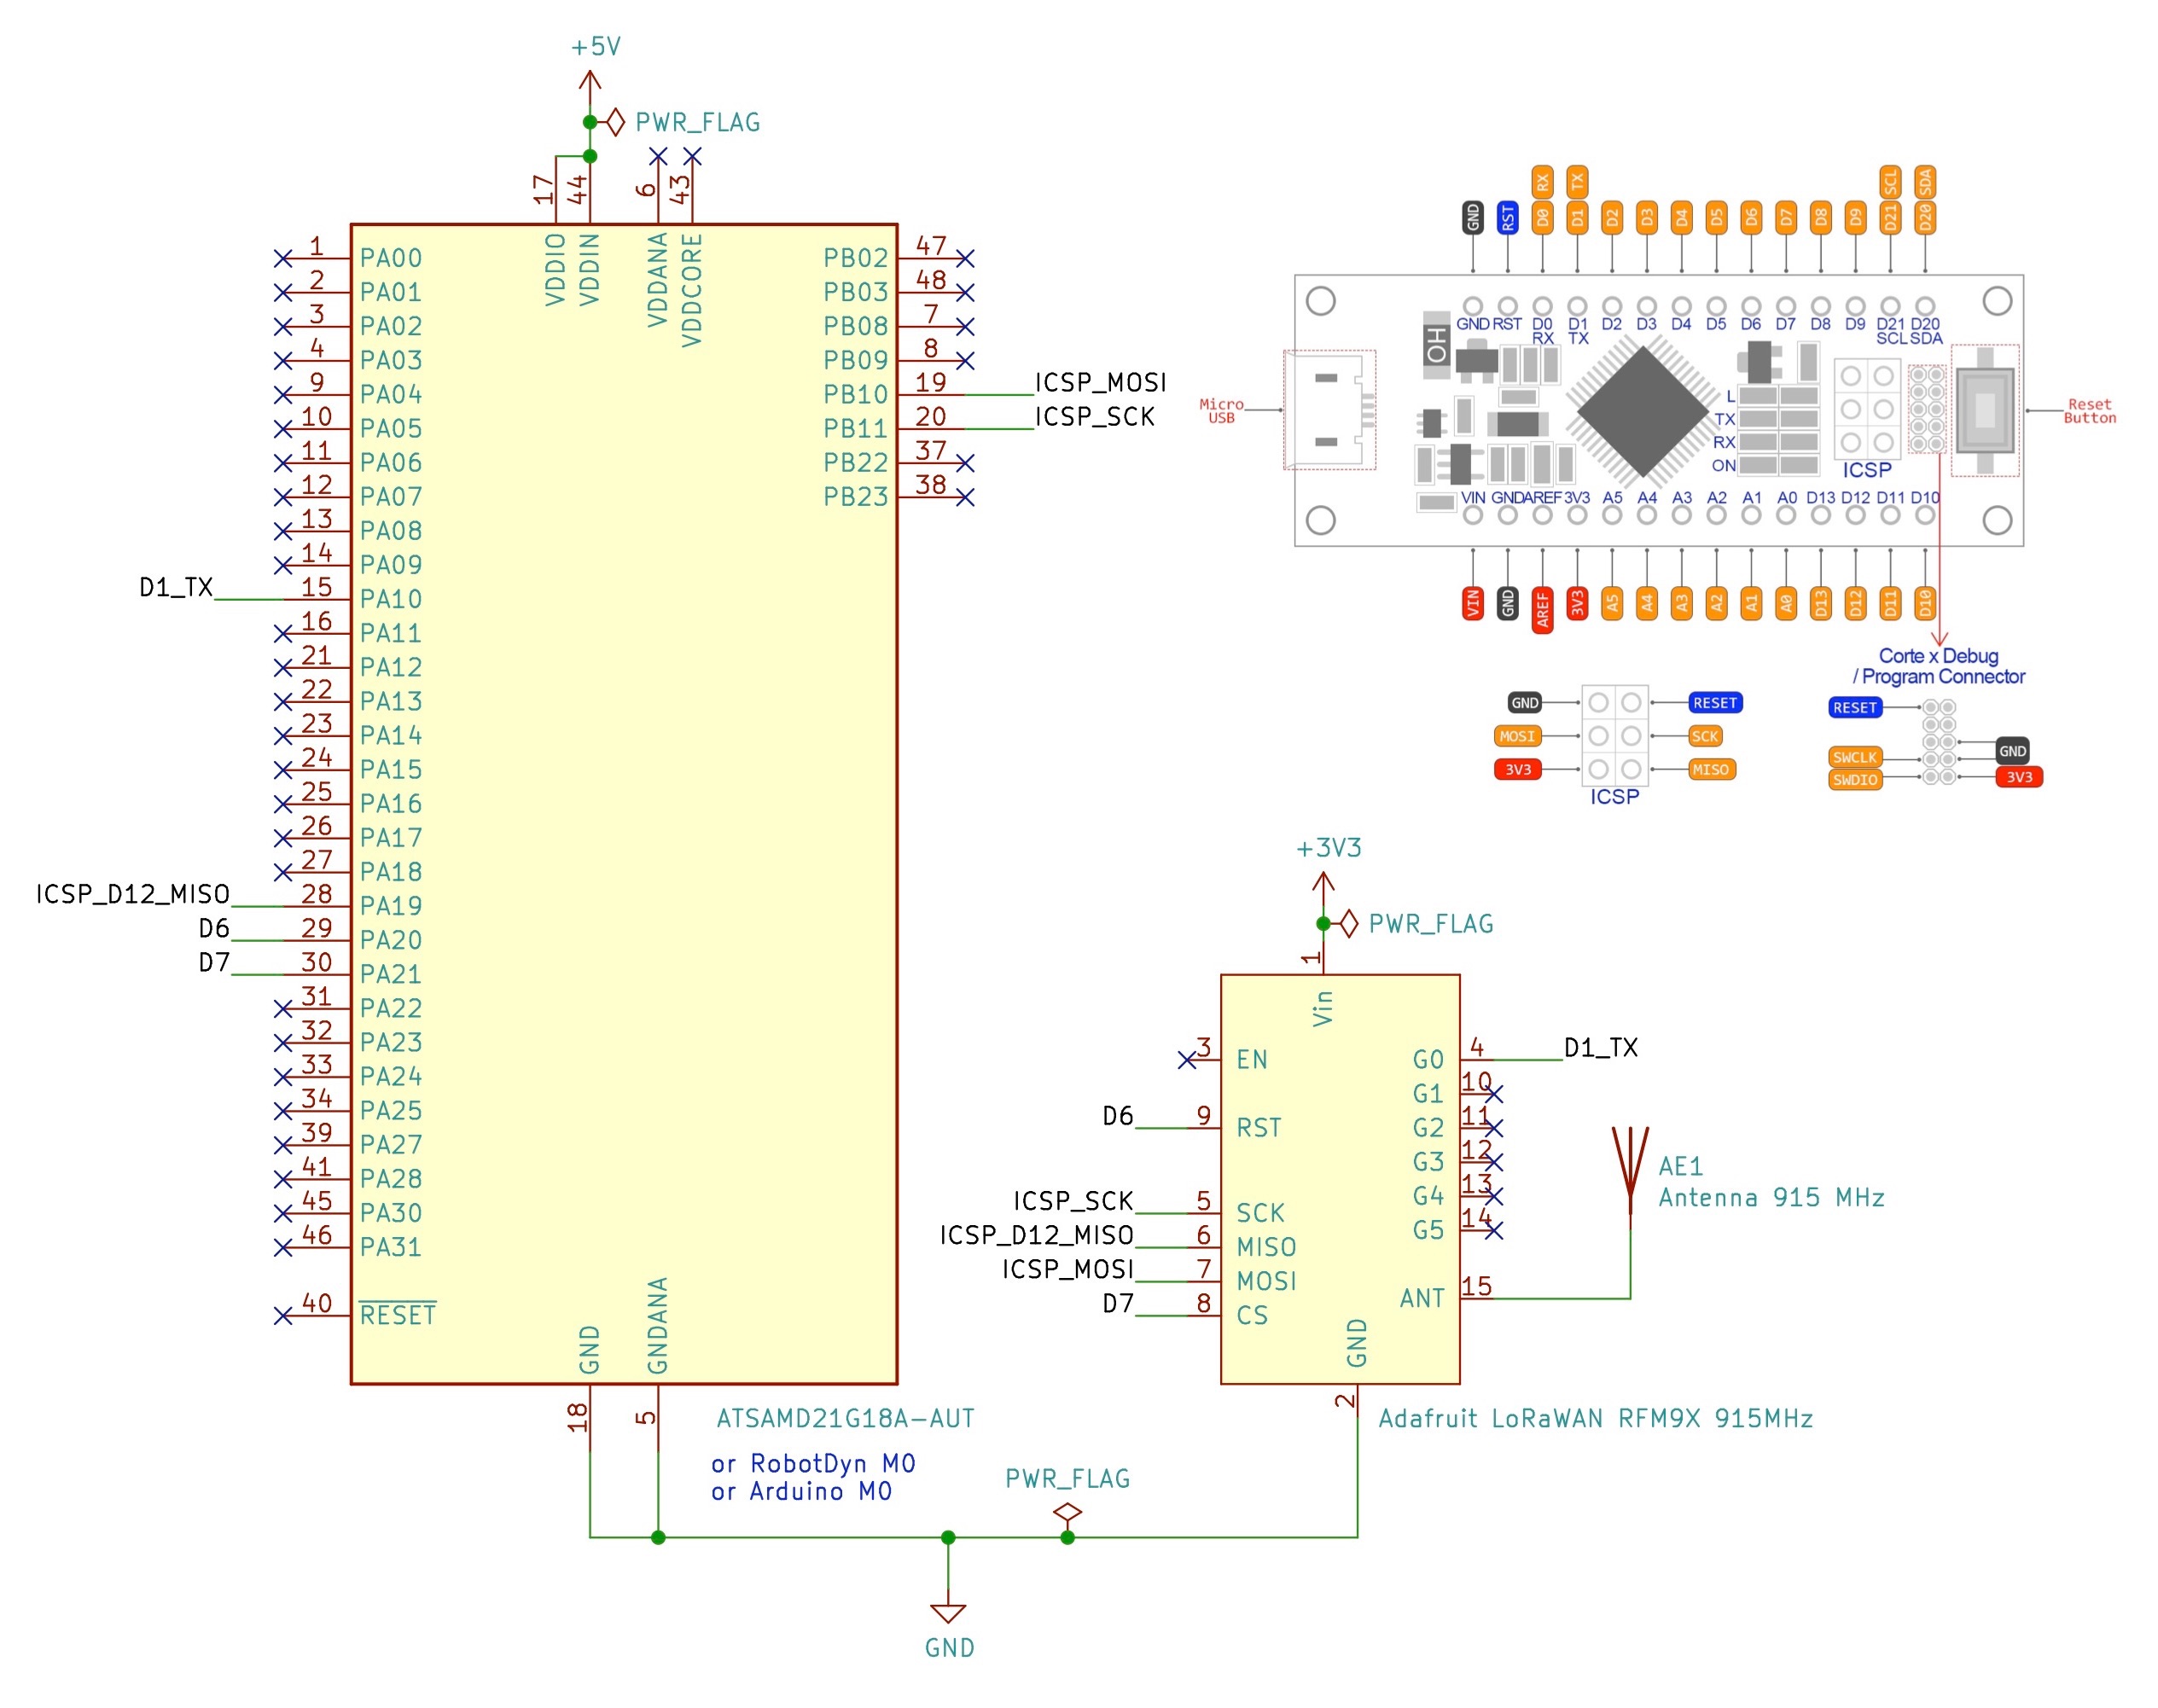 +5V
PWR_FLAG
17
44
6
43
VDDIO
VDDIN
VDDANA
VDDCORE
1 PA00
2 PA01
3 PA02
4 PA03
9 PA04
10 PA05
11 PA06
12 PA07
13 PA08
14 PA09
D1_TX 15 PA10
16 PA11
21 PA12
22 PA13
23 PA14
24 PA15
25 PA16
26 PA17
27 PA18
ICSP_D12_MISO 28 PA19
D6 29 PA20
D7 30 PA21
31 PA22
32 PA23
33 PA24
34 PA25
39 PA27
41 PA28
45 PA30
46 PA31
40 RESET
PB02 47
PB03 48
PB08 7
PB09 8
PB10 19 ICSP_MOSI
PB11 20 ICSP_SCK
PB22 37
PB23 38
GND
GNDANA
18
5
ATSAMD21G18A-AUT
or RobotDyn M0
or Arduino M0
PWR_FLAG
GND
RX TX SCL SDA
GND RST D0 D1 D2 D3 D4 D5 D6 D7 D8 D9 D21 D20
GND RST D0 D1 D2 D3 D4 D5 D6 D7 D8 D9 D21 D20
RX TX SCL SDA
OH
Micro
USB
L
TX
RX
ON
ICSP
Reset
Button
VIN GND AREF 3V3 A5 A4 A3 A2 A1 A0 D13 D12 D11 D10
VIN GND AREF 3V3 A5 A4 A3 A2 A1 A0 D13 D12 D11 D10
Corte x Debug
/ Program Connector
GND RESET
MOSI SCK
3V3 MISO
ICSP
RESET
GND
SWCLK
SWDIO
3V3
+3V3
PWR_FLAG
1
Vin
3 EN
D6 9 RST
ICSP_SCK 5 SCK
ICSP_D12_MISO 6 MISO
ICSP_MOSI 7 MOSI
D7 8 CS
G0 4 D1_TX
G1 10
G2 11
G3 12
G4 13
G5 14
ANT 15
GND
2
AE1
Antenna 915 MHz
Adafruit LoRaWAN RFM9X 915MHz